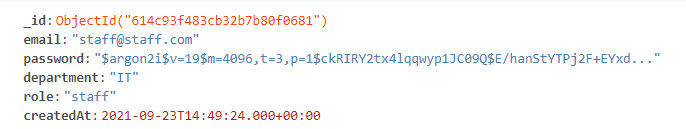 _id: ObjectId("614c93f483cb32b7b80f0681")
email: "staff@staff.com"
password: "$argon2i$v=19$m=4096,t=3,p=1$ckRIRY2tx4lqqwyp1JC09Q$E/hanStYTPj2F+EYxd..."
department: "IT"
role: "staff"
createdAt: 2021-09-23T14:49:24.000+00:00